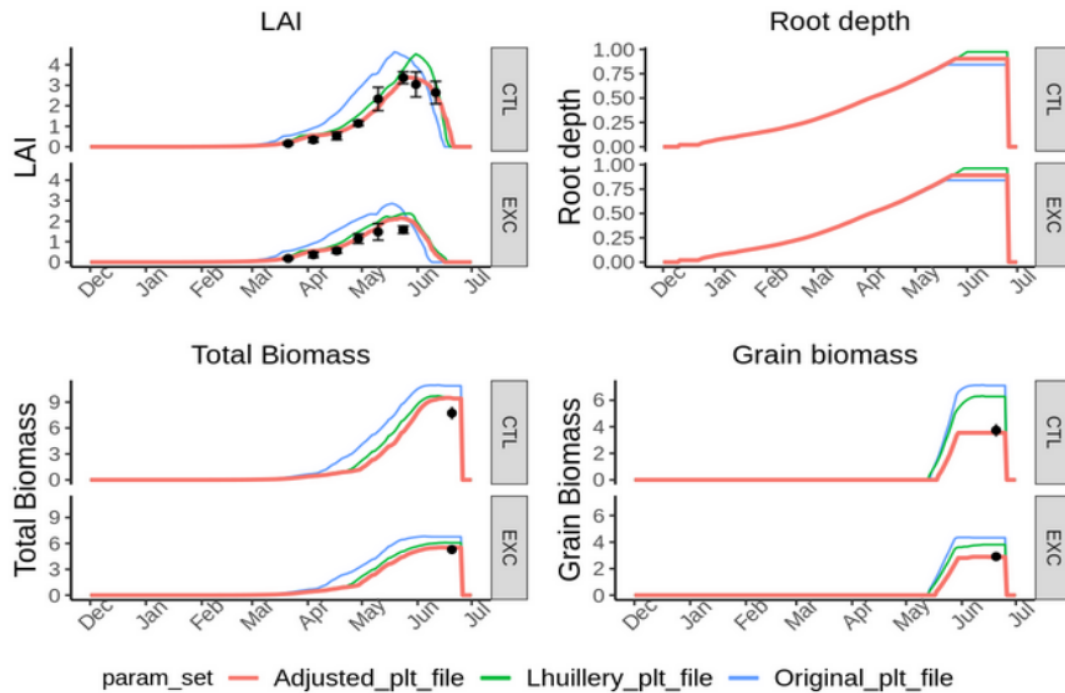 LAI
LAI
4
3
2
1
0
CTL
4
3
2
1
0
EXC
Dec Jan Feb Mar Apr May Jun Jul
Root depth
Root depth
1.00
0.75
0.50
0.25
0.00
CTL
1.00
0.75
0.50
0.25
0.00
EXC
Dec Jan Feb Mar Apr May Jun Jul
Total Biomass
Total Biomass
9
6
3
0
CTL
9
6
3
0
EXC
Dec Jan Feb Mar Apr May Jun Jul
Grain biomass
Grain Biomass
6
4
2
0
CTL
6
4
2
0
EXC
Dec Jan Feb Mar Apr May Jun Jul
param_set Adjusted_plt_file Lhuillery_plt_file Original_plt_file